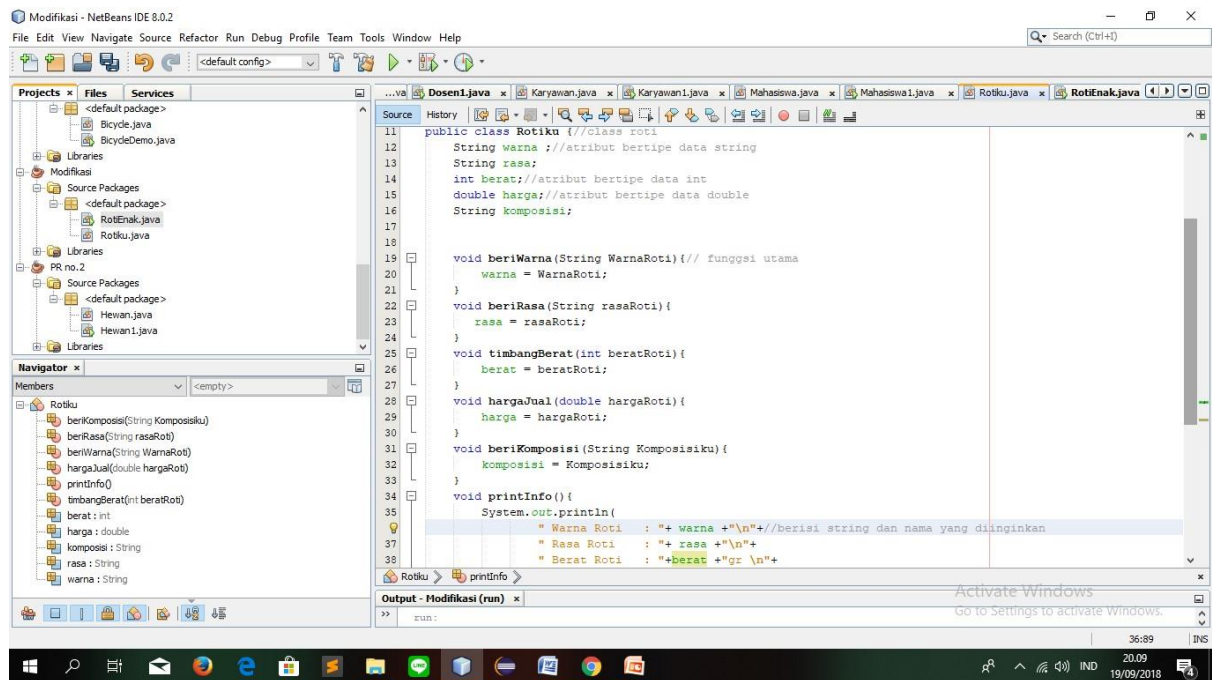 Modifikasi - NetBeans IDE 8.0.2
File Edit View Navigate Source Refactor Run Debug Profile Team Tools Window Help
Search (Ctrl+I)
<default config>
Projects x Files Services
<default package>
Bicycle.java
BicycleDemo.java
Libraries
Modifikasi
Source Packages
<default package>
RotiEnak.java
Rotiku.java
Libraries
PR no.2
Source Packages
<default package>
Hewan.java
Hewan1.java
Libraries
Navigator x
Members <empty>
Rotiku
beriKomposisi(String Komposisiku)
beriRasa(String rasaRoti)
beriWarna(String WarnaRoti)
hargaJual(double hargaRoti)
printInfo()
timbangBerat(int beratRoti)
berat : int
harga : double
komposisi : String
rasa : String
warna : String
...va Dosen1.java x Karyawan.java x Karyawan1.java x Mahasiswa.java x Mahasiswa1.java x Rotiku.java x RotiEnak.java
Source History
11 public class Rotiku {//class roti
12 String warna ;//atribut bertipe data string
13 String rasa;
14 int berat;//atribut bertipe data int
15 double harga;//atribut bertipe data double
16 String komposisi;
17
18
19 void beriWarna(String WarnaRoti){// funggsi utama
20 warna = WarnaRoti;
21 }
22 void beriRasa(String rasaRoti){
23 rasa = rasaRoti;
24 }
25 void timbangBerat(int beratRoti){
26 berat = beratRoti;
27 }
28 void hargaJual(double hargaRoti){
29 harga = hargaRoti;
30 }
31 void beriKomposisi(String Komposisiku){
32 komposisi = Komposisiku;
33 }
34 void printInfo(){
35 System.out.println(
" Warna Roti : "+ warna +"\n"+//berisi string dan nama yang diinginkan
37 " Rasa Roti : "+ rasa +"\n"+
38 " Berat Roti : "+berat +"gr \n"+
Rotiku printInfo
Output - Modifikasi (run) x
run:
Activate Windows
Go to Settings to activate Windows.
36:89 INS
IND
20.09
19/09/2018
4